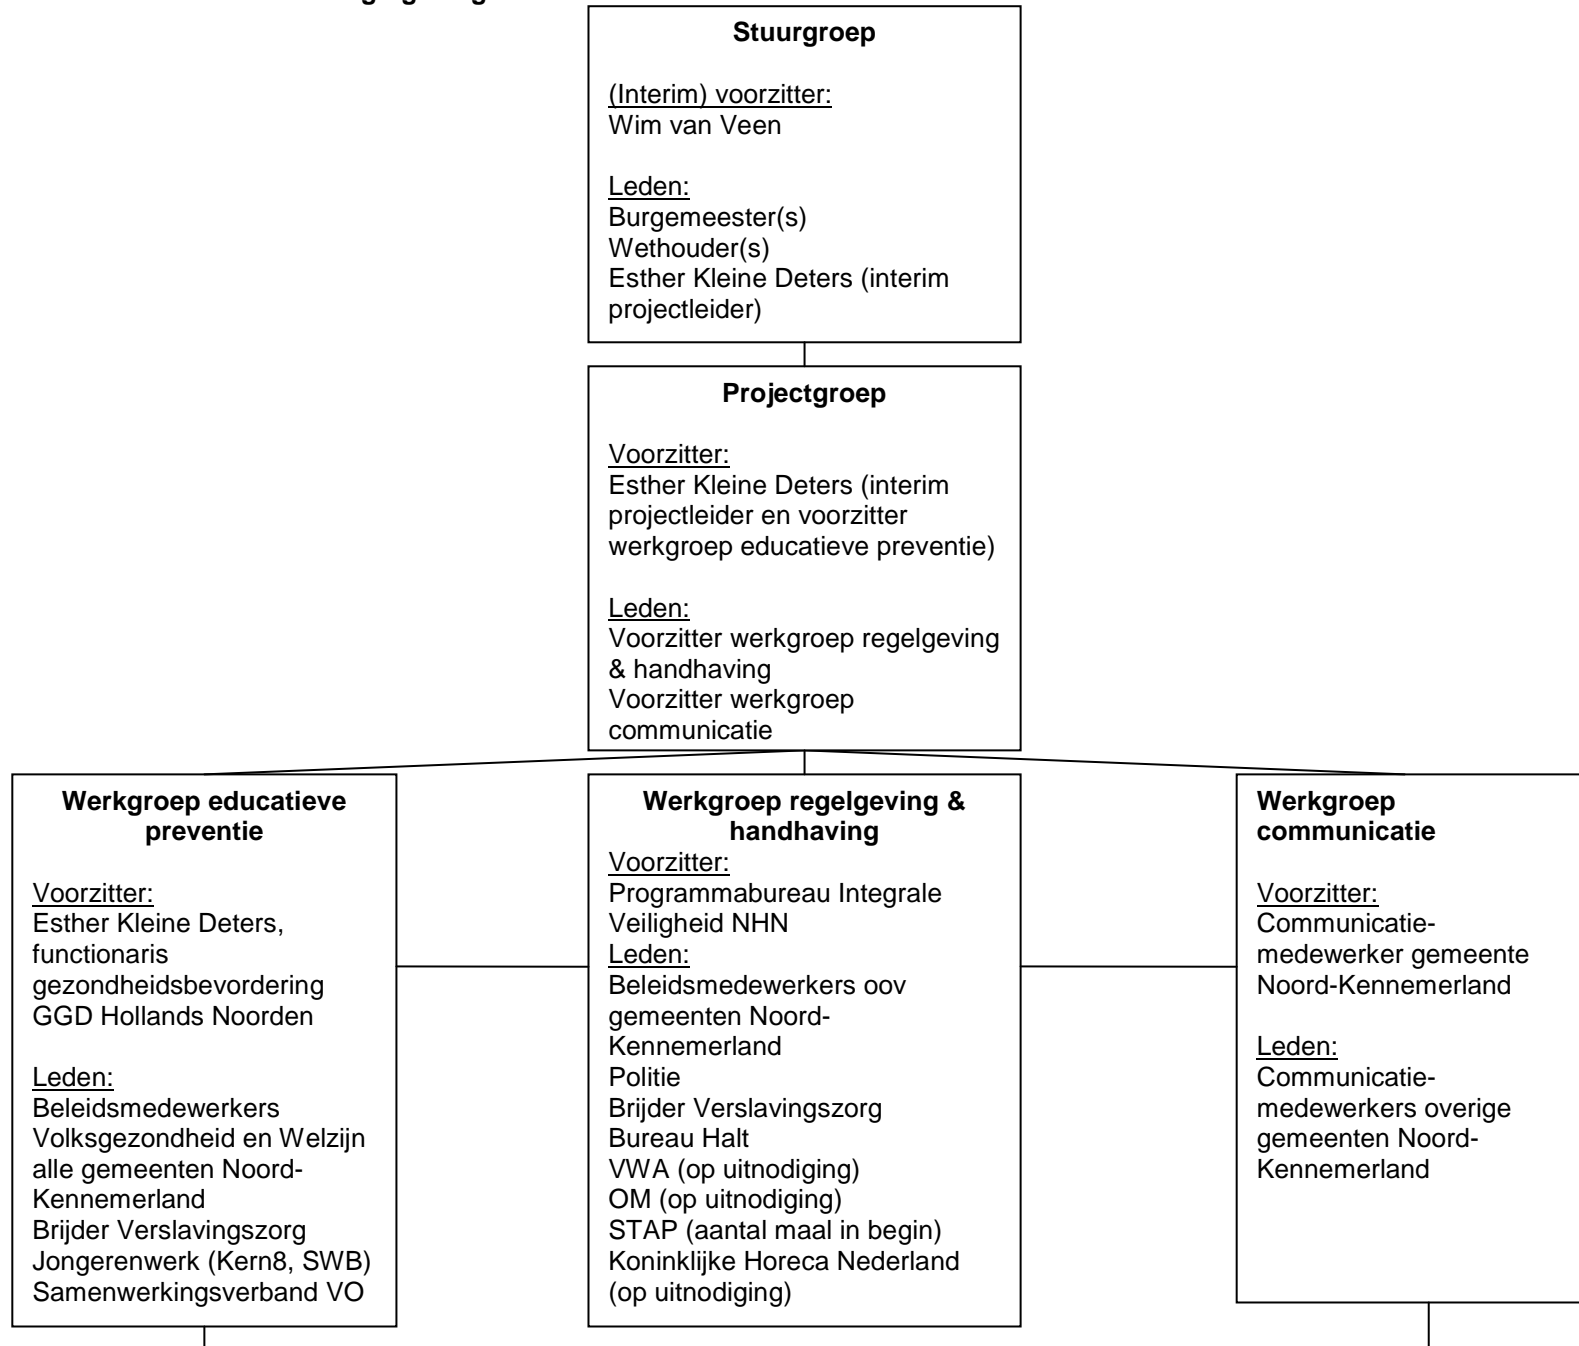 Stuurgroep
(Interim) voorzitter:
Wim van Veen
Leden:
Burgemeester(s)
Wethouder(s)
Esther Kleine Deters (interim
projectleider)
Projectgroep
Voorzitter:
Esther Kleine Deters (interim
projectleider en voorzitter
werkgroep educatieve preventie)
Leden:
Voorzitter werkgroep regelgeving
& handhaving
Voorzitter werkgroep
communicatie
Werkgroep educatieve
preventie
Voorzitter:
Esther Kleine Deters,
functionaris
gezondheidsbevordering
GGD Hollands Noorden
Leden:
Beleidsmedewerkers
Volksgezondheid en Welzijn
alle gemeenten Noord-
Kennemerland
Brijder Verslavingszorg
Jongerenwerk (Kern8, SWB)
Samenwerkingsverband VO
Werkgroep regelgeving &
handhaving
Voorzitter:
Programmabureau Integrale
Veiligheid NHN
Leden:
Beleidsmedewerkers oov
gemeenten Noord-
Kennemerland
Politie
Brijder Verslavingszorg
Bureau Halt
VWA (op uitnodiging)
OM (op uitnodiging)
STAP (aantal maal in begin)
Koninklijke Horeca Nederland
(op uitnodiging)
Werkgroep
communicatie
Voorzitter:
Communicatie-
medewerker gemeente
Noord-Kennemerland
Leden:
Communicatie-
medewerkers overige
gemeenten Noord-
Kennemerland